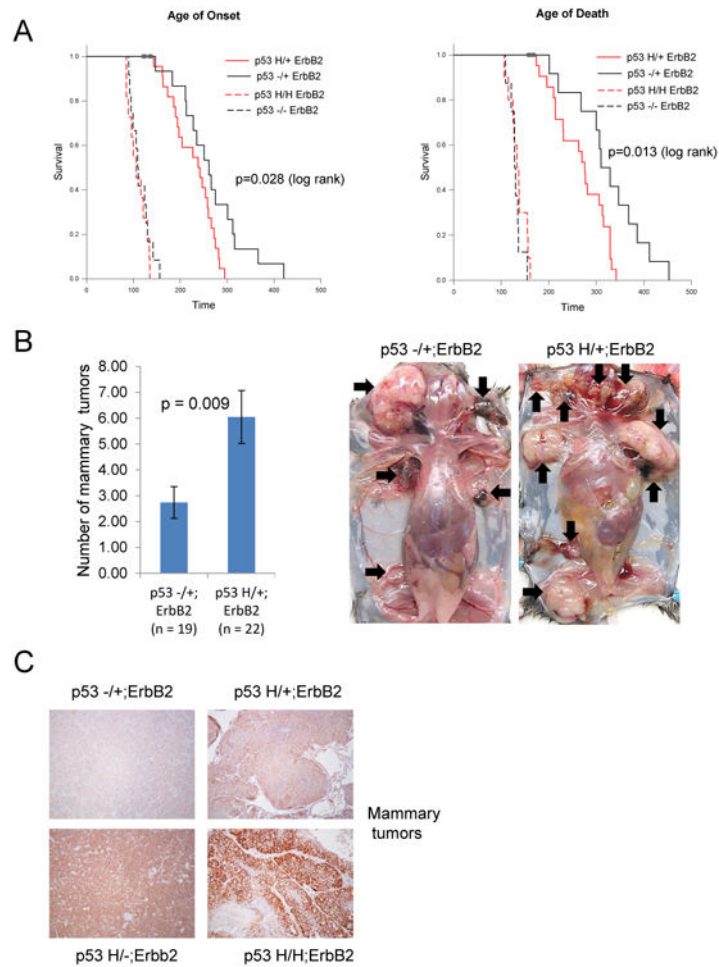 A
Age of Onset
p53 H/+ ErbB2
p53 -/+ ErbB2
p53 H/H ErbB2
p53 -/- ErbB2
p=0.028 (log rank)
Survival
1.0
0.8
0.6
0.4
0.2
0.0
0
100
200
300
400
500
Time
Age of Death
p53 H/+ ErbB2
p53 -/+ ErbB2
p53 H/H ErbB2
p53 -/- ErbB2
p=0.013 (log rank)
Survival
1.0
0.8
0.6
0.4
0.2
0.0
0
100
200
300
400
500
Time
B
Number of mammary tumors
8.00
7.00
6.00
5.00
4.00
3.00
2.00
1.00
0.00
p = 0.009
p53 -/+;
ErbB2
(n = 19)
p53 H/+;
ErbB2
(n = 22)
p53 -/+;ErbB2
p53 H/+;ErbB2
C
p53 -/+;ErbB2
p53 H/+;ErbB2
Mammary
tumors
p53 H/-;Erbb2
p53 H/H;ErbB2